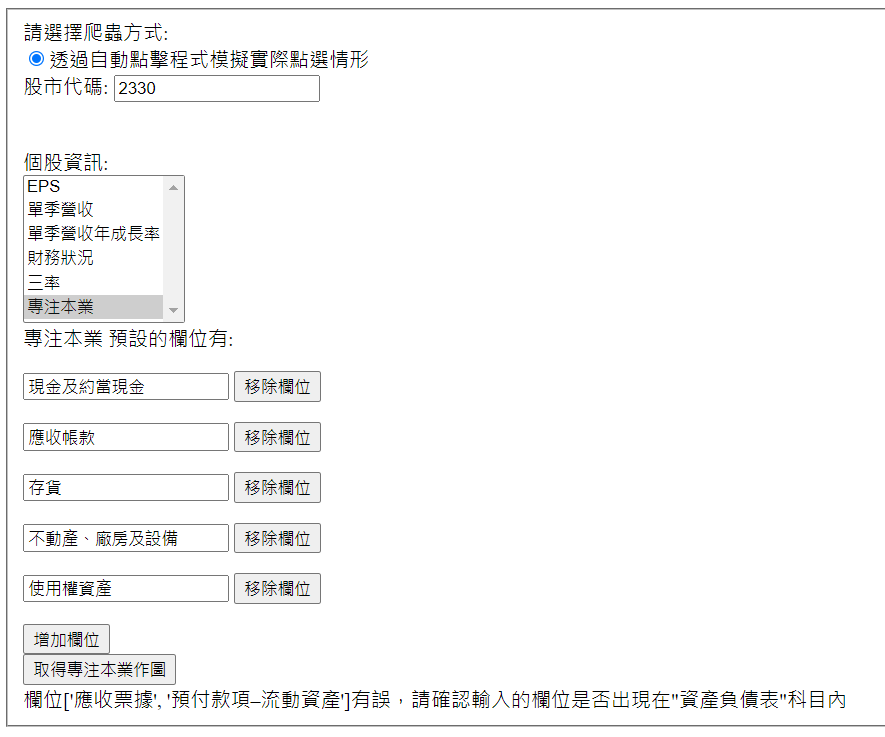 請選擇爬蟲方式:
透過自動點擊程式模擬實際點選情形
股市代碼: 2330
個股資訊:
EPS
單季營收
單季營收年成長率
財務狀況
三率
專注本業
專注本業 預設的欄位有:
現金及約當現金 移除欄位
應收帳款 移除欄位
存貨 移除欄位
不動產、廠房及設備 移除欄位
使用權資產 移除欄位
增加欄位
取得專注本業作圖
欄位['應收票據', '預付款項–流動資產']有誤，請確認輸入的欄位是否出現在"資產負債表"科目內